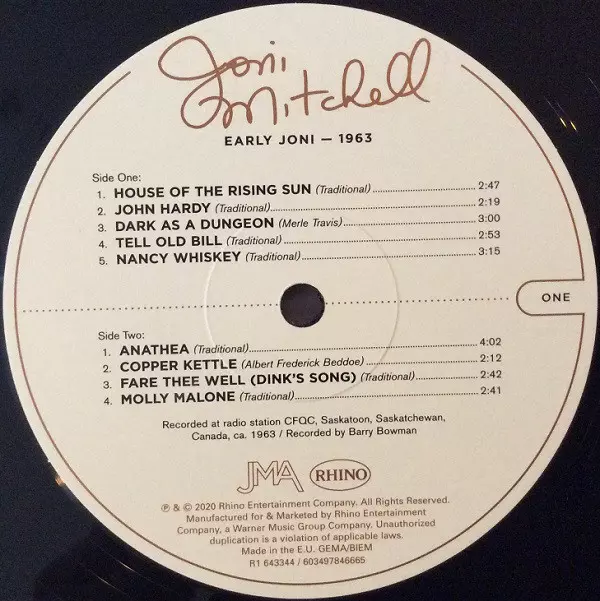 Joni
Mitchell
EARLY JONI — 1963
Side One:
1. HOUSE OF THE RISING SUN (Traditional)........ 2:47
2. JOHN HARDY (Traditional)........ 2:19
3. DARK AS A DUNGEON (Merle Travis)........ 3:00
4. TELL OLD BILL (Traditional)........ 2:53
5. NANCY WHISKEY (Traditional)........ 3:15
ONE
Side Two:
1. ANATHEA (Traditional)........ 4:02
2. COPPER KETTLE (Albert Frederick Beddoe)........ 2:12
3. FARE THEE WELL (DINK'S SONG) (Traditional)........ 2:42
4. MOLLY MALONE (Traditional)........ 2:41
Recorded at radio station CFQC, Saskatoon, Saskatchewan,
Canada, ca. 1963 / Recorded by Barry Bowman
JMA RHINO
℗ & © 2020 Rhino Entertainment Company. All Rights Reserved.
Manufactured for & Marketed by Rhino Entertainment
Company, a Warner Music Group Company. Unauthorized
duplication is a violation of applicable laws.
Made in the E.U. GEMA/BIEM
R1 643344 / 603497846665